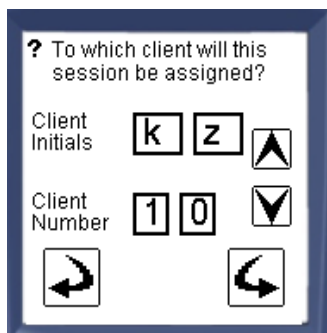 ? To which client will this
session be assigned?
Client
Initials
k z
Client
Number
1 0